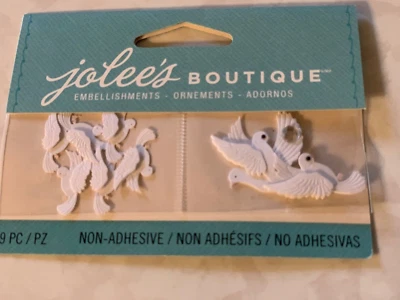 jolee's BOUTIQUE
EMBELLISHMENTS - ORNEMENTS - ADORNOS
9 PC / PZ
NON-ADHESIVE / NON ADHÉSIFS / NO ADHESIVAS